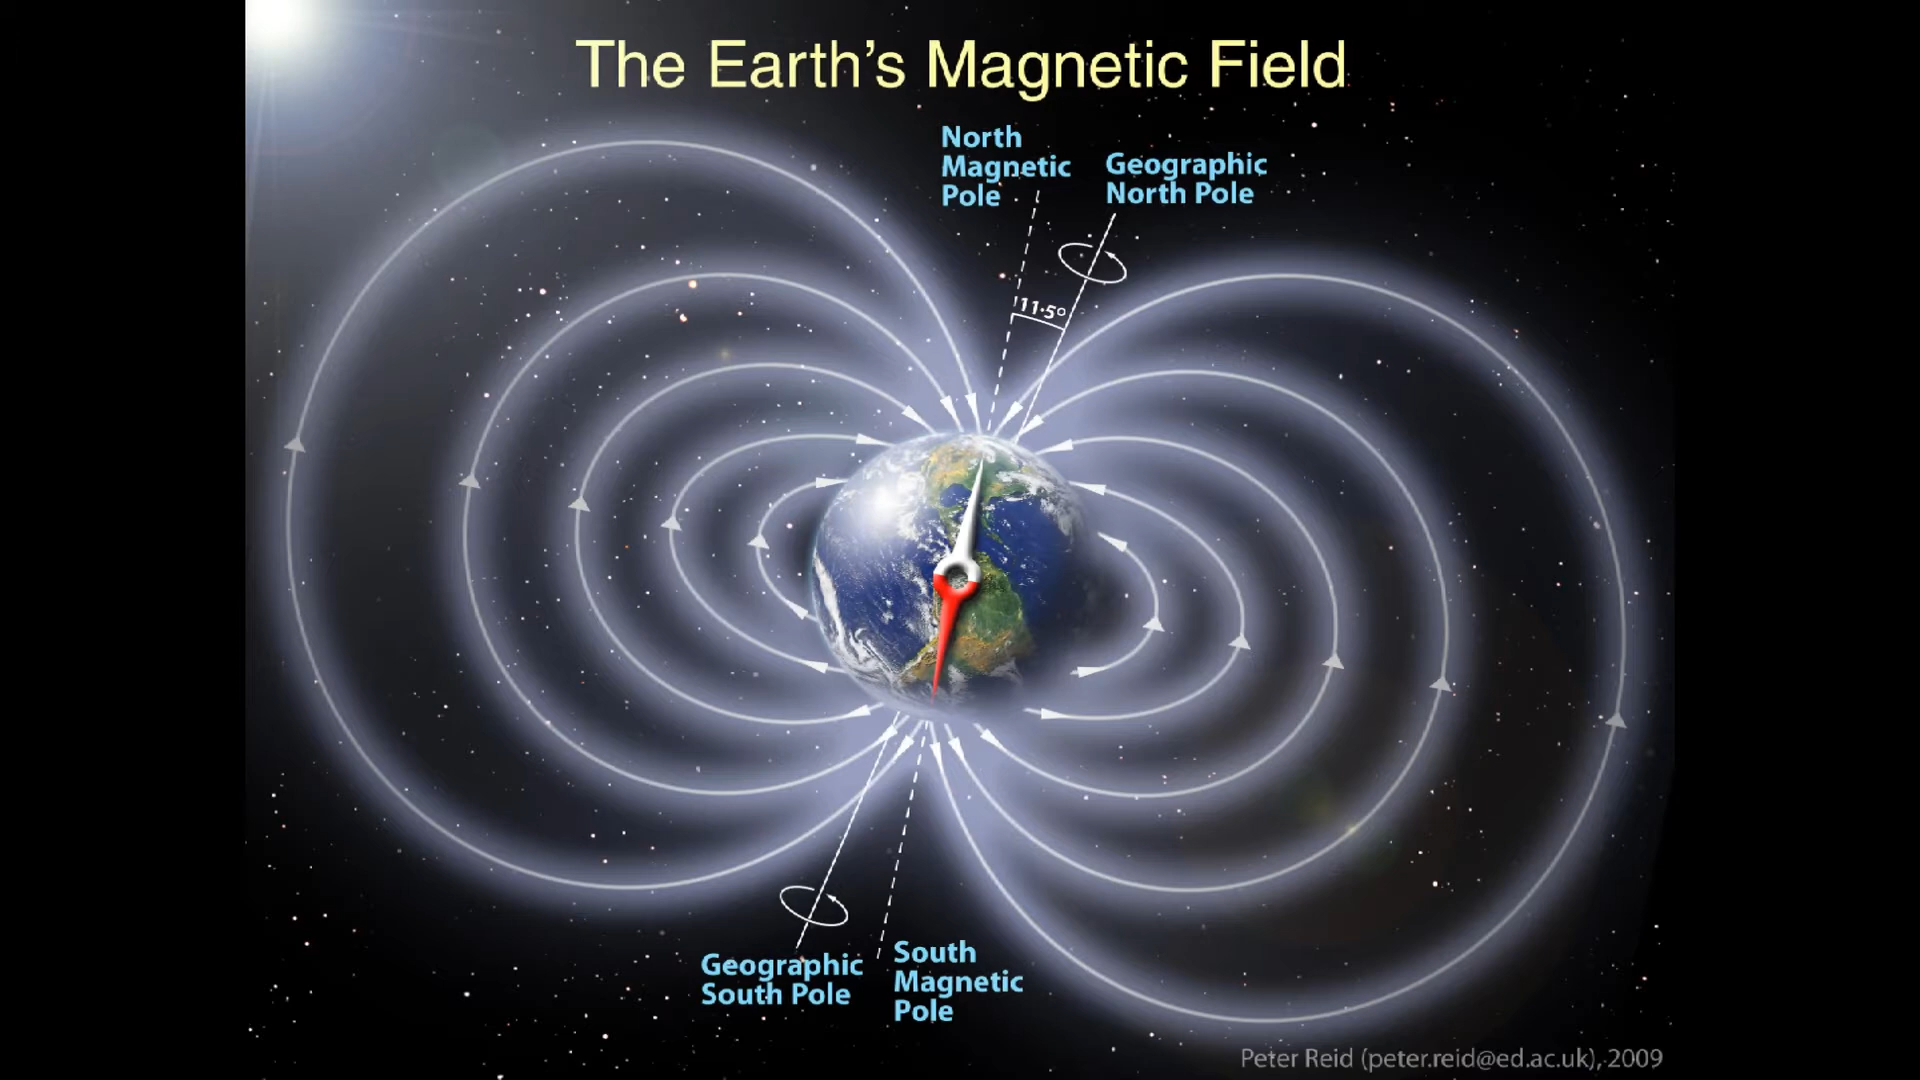 The Earth's Magnetic Field
North
Magnetic
Pole
Geographic
North Pole
11·5°
Geographic
South Pole
South
Magnetic
Pole
Peter Reid (peter.reid@ed.ac.uk), 2009